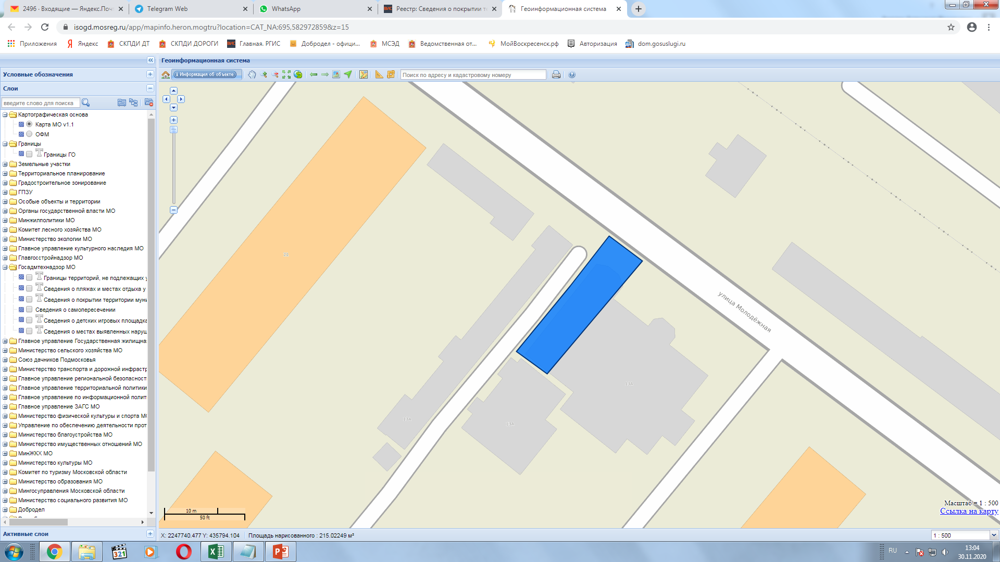 2496 · Входящие — Яндекс.Поч
Telegram Web
WhatsApp
Реестр: Сведения о покрытии т
Геоинформационная система
isogd.mosreg.ru/app/mapinfo.heron.mogtru?location=CAT_NA:695,582972859&z=15
Приложения
Яндекс
СКПДИ ДТ
СКПДИ ДОРОГИ
ВИС
Главная. РГИС
Добродел - офици...
МСЭД
Ведомственная от...
МойВоскресенск.рф
Авторизация
dom.gosuslugi.ru
Геоинформационная система
Условные обозначения
Информация об объекте
Поиск по адресу и кадастровому номеру
Слои
введите слово для поиска
Картографическая основа
Карта МО v1.1
ОФМ
Границы
Границы ГО
Земельные участки
Территориальное планирование
Градостроительное зонирование
ГПЗУ
Особые объекты и территории
Органы государственной власти МО
Минжилполитики МО
Комитет лесного хозяйства МО
Министерство экологии МО
Главное управление культурного наследия МО
Главгосстройнадзор МО
Госадмтехнадзор МО
Границы территорий, не подлежащих у
Сведения о пляжах и местах отдыха у
Сведения о покрытии территории муни
Сведения о самопересечении
Сведения о детских игровых площадка
Сведения о местах выявленных наруш
Главное управление Государственная жилищна
Министерство сельского хозяйства МО
Союз дачников Подмосковья
Министерство транспорта и дорожной инфрастр
Главное управление региональной безопасност
Главное управление территориальной политики
Главное управление по информационной полит
Главное управление ЗАГС МО
Министерство физической культуры и спорта МО
Управление по обеспечению деятельности прот
Министерство благоустройства МО
Министерство имущественных отношений МО
МинЖКХ МО
Министерство культуры МО
Комитет по туризму Московской области
Министерство образования МО
Мингосуправления Московской области
Министерство социального развития МО
Добродел
Активные слои
21
улица Молодёжная
13А
13А
13А
10 m
50 ft
Масштаб = 1 : 500
Ссылка на карту
X: 2247740.477 Y: 435794.104
Площадь нарисованного : 215.02249 м²
1 : 500
321
RU
13:04
30.11.2020